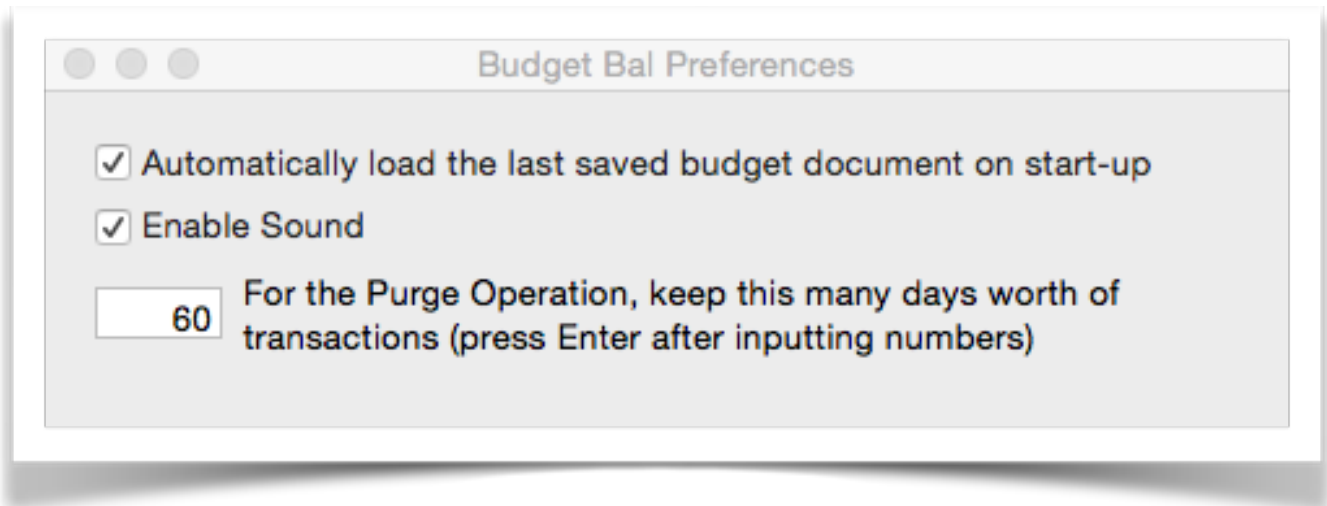 Budget Bal Preferences
Automatically load the last saved budget document on start-up
Enable Sound
60
For the Purge Operation, keep this many days worth of
transactions (press Enter after inputting numbers)